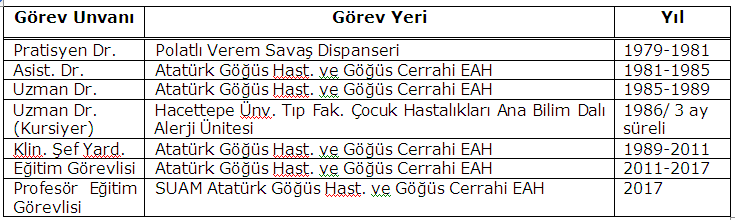 Görev Unvanı Görev Yeri Yıl
Pratisyen Dr. Polatlı Verem Savaş Dispanseri 1979-1981
Asist. Dr. Atatürk Göğüs Hast. ve Göğüs Cerrahi EAH 1981-1985
Uzman Dr. Atatürk Göğüs Hast. ve Göğüs Cerrahi EAH 1985-1989
Uzman Dr. Hacettepe Ünv. Tıp Fak. Çocuk Hastalıkları Ana Bilim Dalı 1986/ 3 ay
(Kursiyer) Alerji Ünitesi süreli
Klin. Şef Yard. Atatürk Göğüs Hast. ve Göğüs Cerrahi EAH 1989-2011
Eğitim Görevlisi Atatürk Göğüs Hast. ve Göğüs Cerrahi EAH 2011-2017
Profesör Eğitim SUAM Atatürk Göğüs Hast. ve Göğüs Cerrahi EAH 2017
Görevlisi